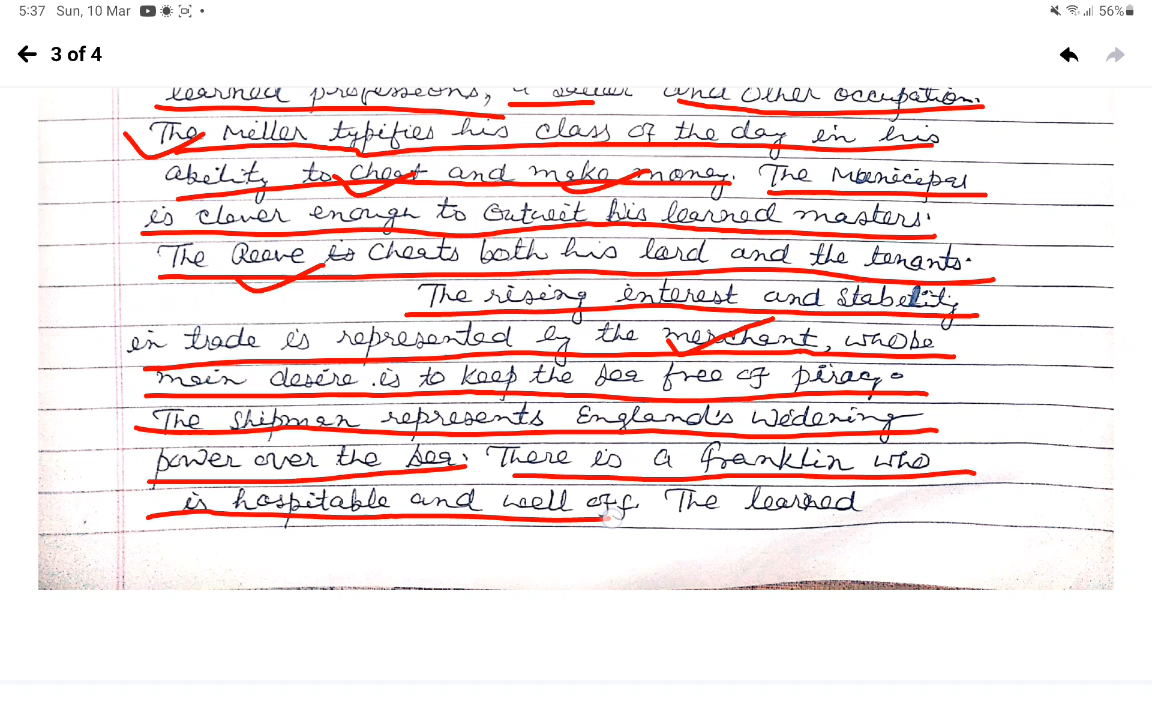 5:37 Sun, 10 Mar
56%
3 of 4
learned professions, a and other occupation.
The Miller typifies his class of the day in his
ability to cheat and make money. The Manicipal
is clever enough to outwit his learned masters.
The Reeve is cheats both his lord and the tenants.
The rising interest and stability
in trade is represented by the merchant, whose
main desire is to keep the sea free of piracy.
The Shipman represents England's widening
power over the sea. There is a franklin who
is hospitable and well off. The learned